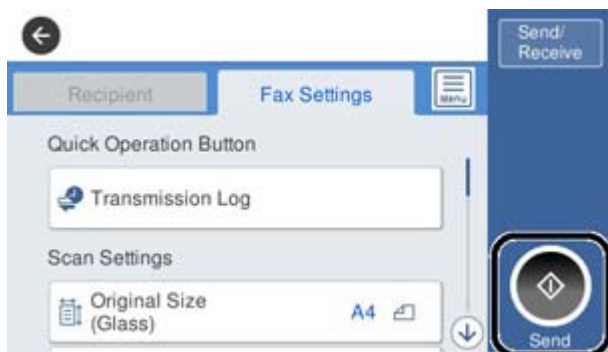 Send/
Receive
Recipient
Fax Settings
Menu
Quick Operation Button
Transmission Log
Scan Settings
Original Size
(Glass)
A4
Send